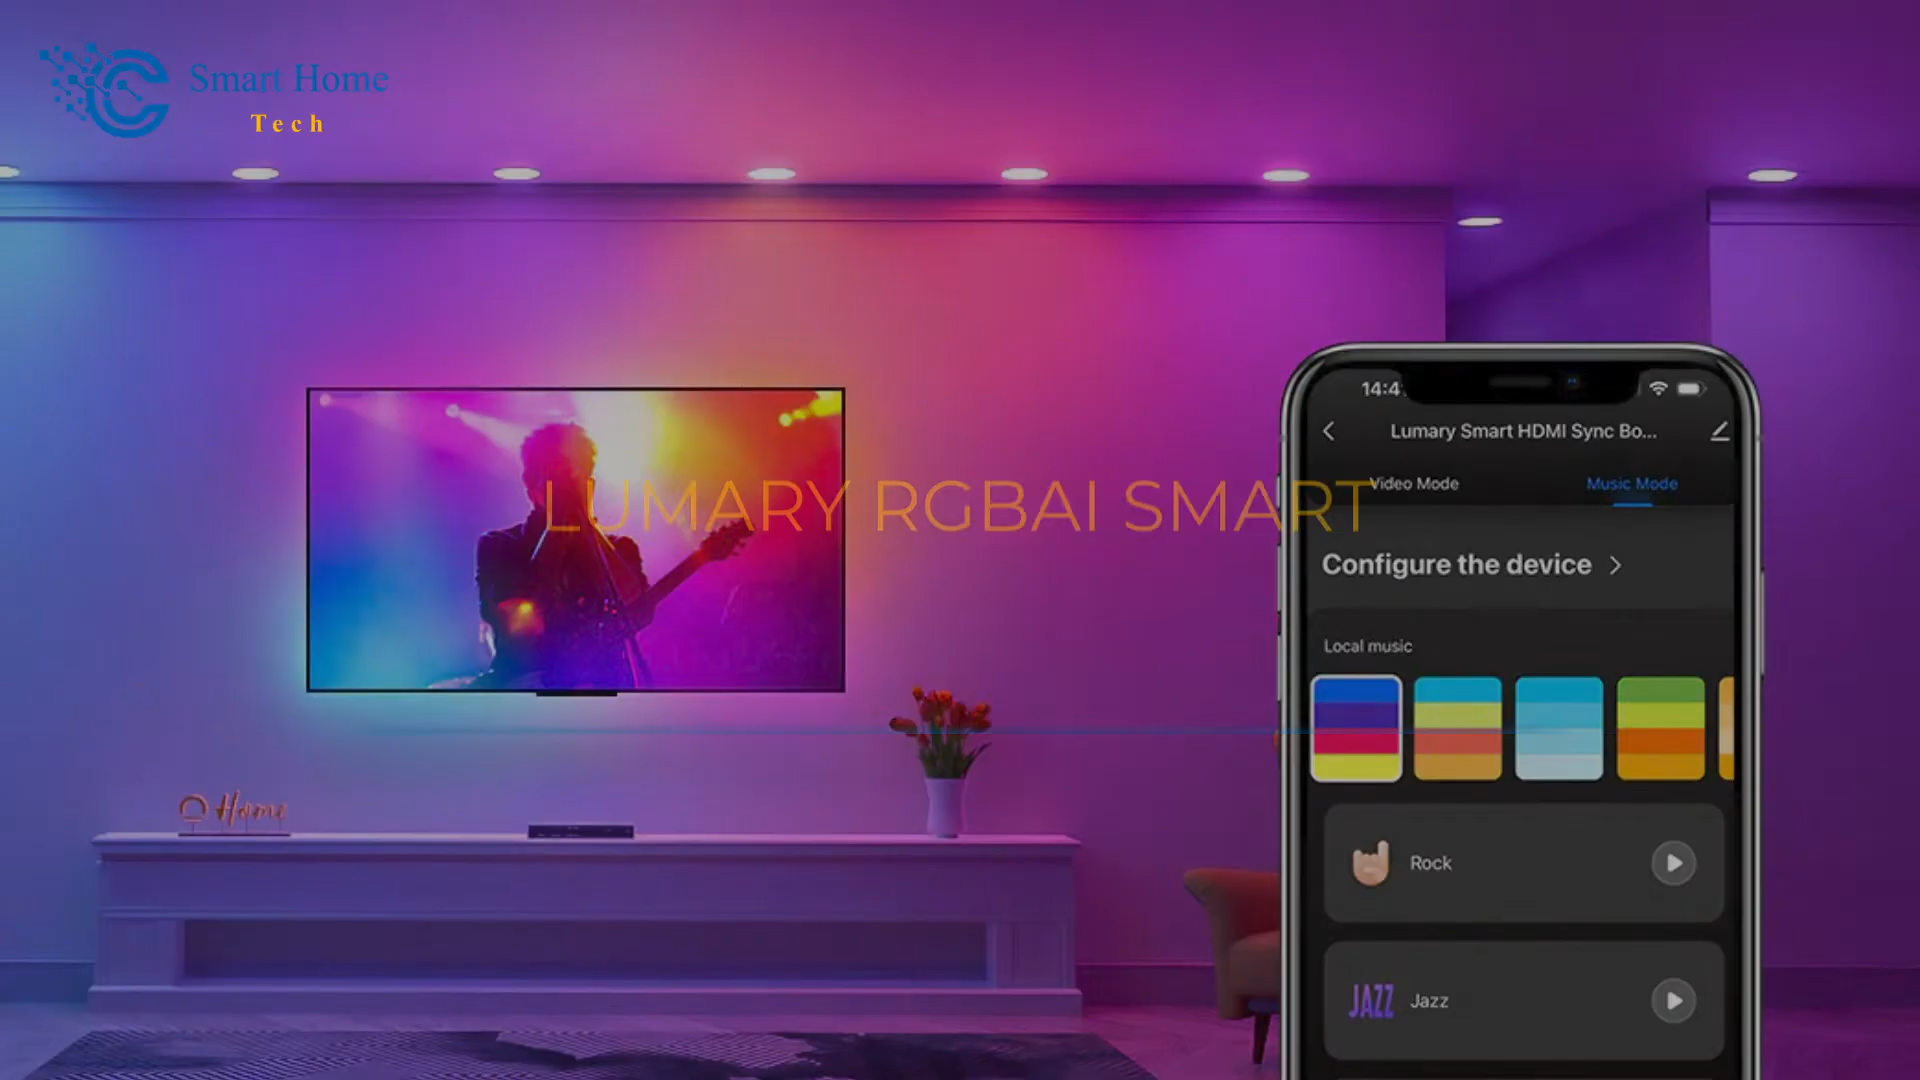 Smart Home
Tech
14:4
Lumary Smart HDMI Sync Bo...
Video Mode
Music Mode
LUMARY RGBAI SMART
Configure the device
Local music
Home
Rock
JAZZ Jazz